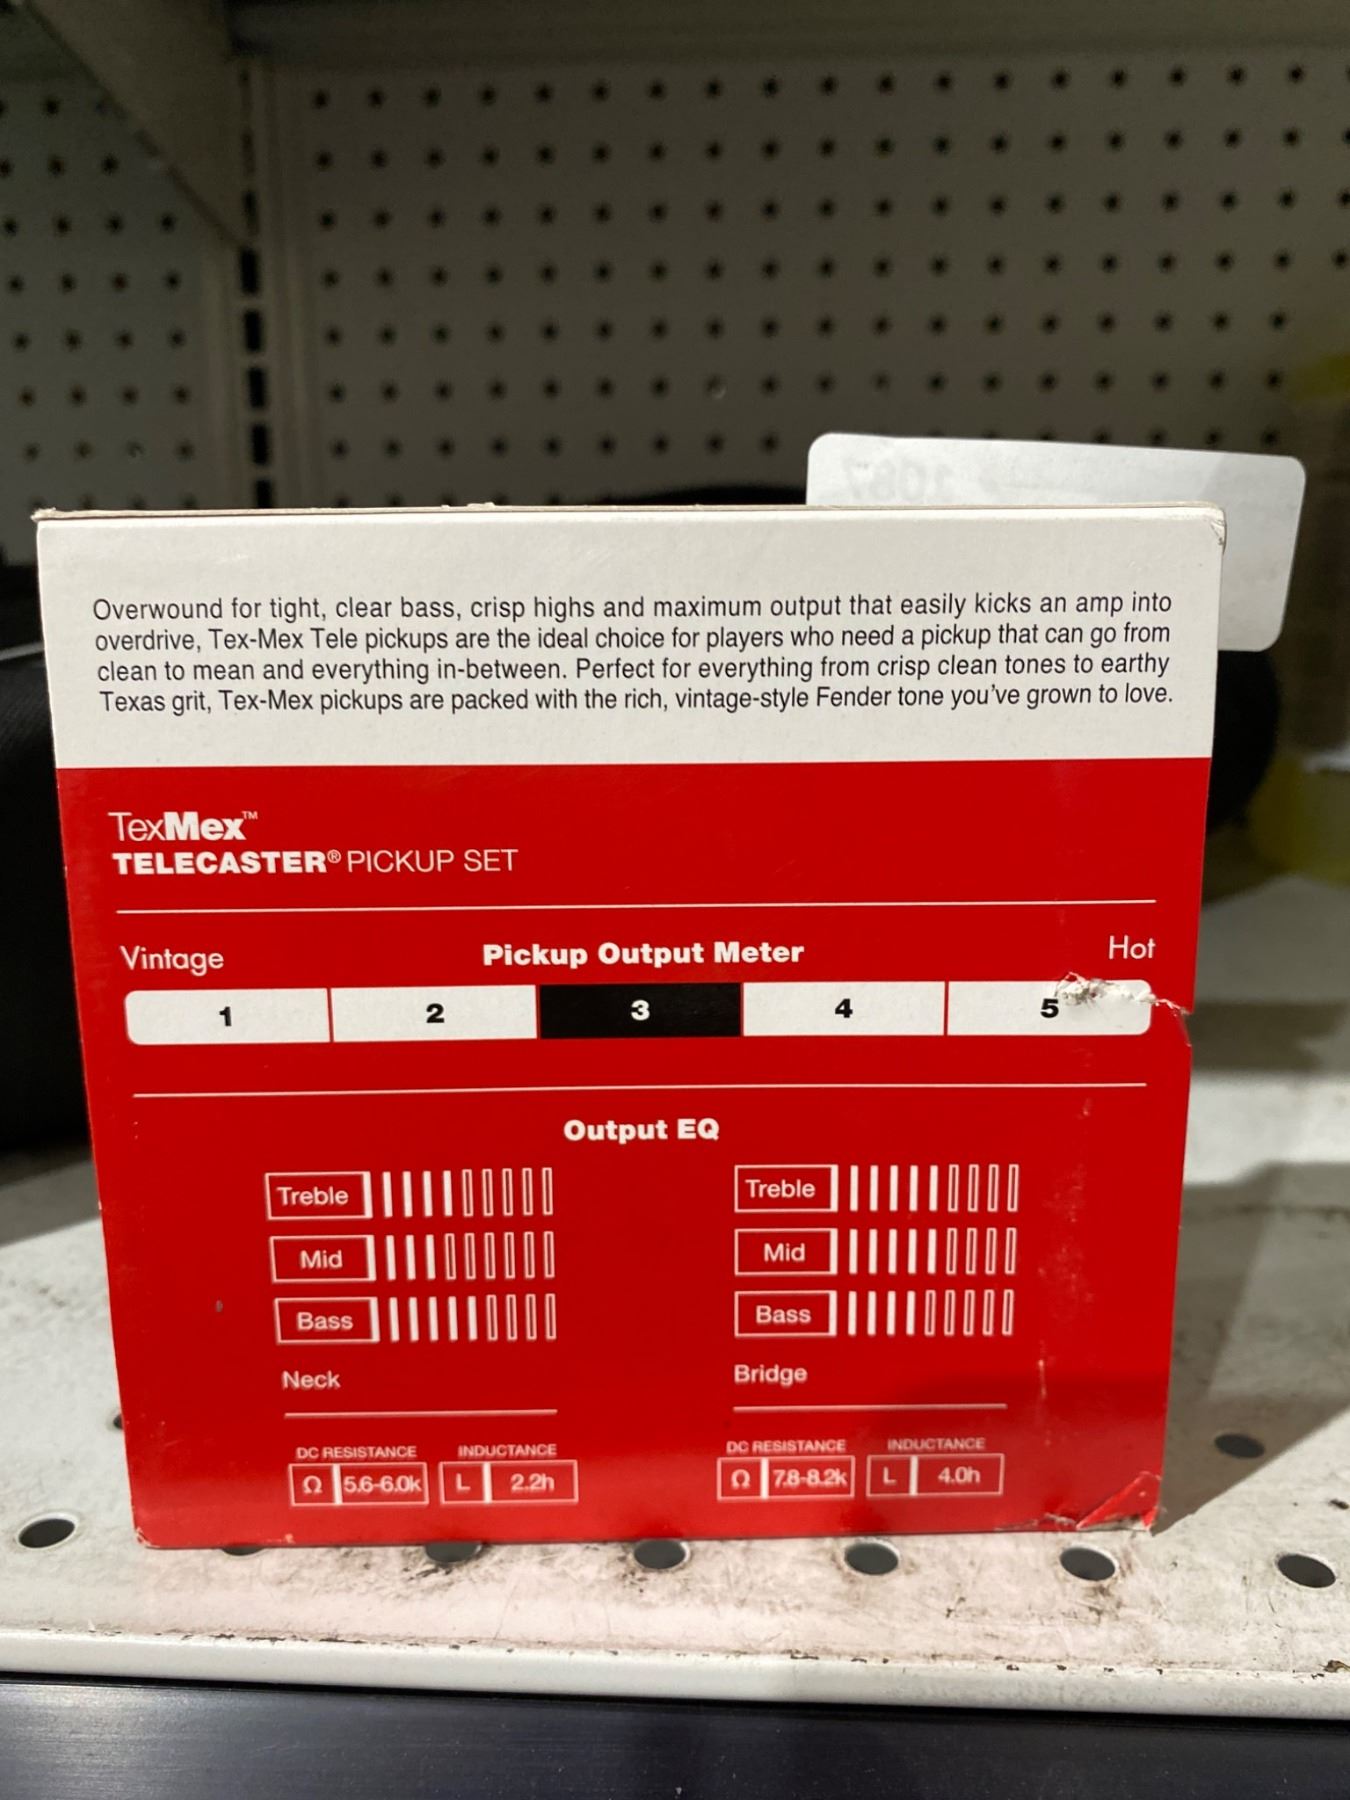 1087
Overwound for tight, clear bass, crisp highs and maximum output that easily kicks an amp into
overdrive, Tex-Mex Tele pickups are the ideal choice for players who need a pickup that can go from
clean to mean and everything in-between. Perfect for everything from crisp clean tones to earthy
Texas grit, Tex-Mex pickups are packed with the rich, vintage-style Fender tone you've grown to love.
TexMex™
TELECASTER® PICKUP SET
Vintage Pickup Output Meter Hot
1 2 3 4 5
Output EQ
Treble Treble
Mid Mid
Bass Bass
Neck Bridge
DC RESISTANCE INDUCTANCE DC RESISTANCE INDUCTANCE
Ω 5.6-6.0k L 2.2h Ω 7.8-8.2k L 4.0h